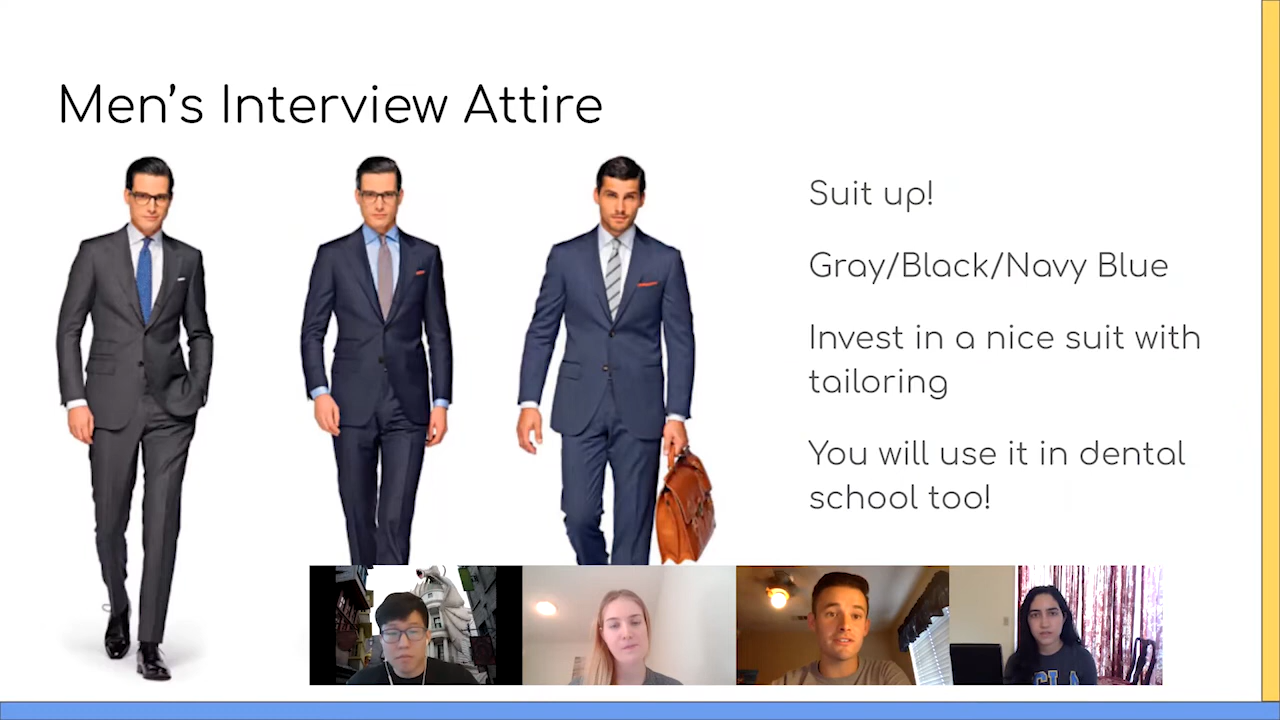 Men's Interview Attire
Suit up!
Gray/Black/Navy Blue
Invest in a nice suit with
tailoring
You will use it in dental
school too!
UCLA